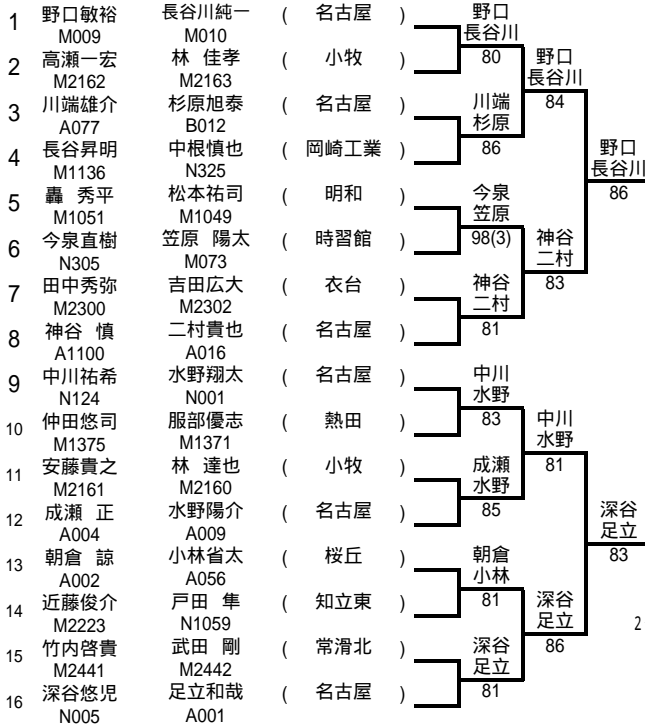 1 野口敏裕 長谷川純一 ( 名古屋 ) 野口
M009 M010 長谷川
2 高瀬一宏 林 佳孝 ( 小牧 ) 80 野口
M2162 M2163 長谷川
3 川端雄介 杉原旭泰 ( 名古屋 ) 川端 84
A077 B012 杉原
4 長谷昇明 中根慎也 ( 岡崎工業 ) 86 野口
M1136 N325 長谷川
5 轟 秀平 松本祐司 ( 明和 ) 今泉 86
M1051 M1049 笠原
6 今泉直樹 笠原 陽太 ( 時習館 ) 98(3) 神谷
N305 M073 二村
7 田中秀弥 吉田広大 ( 衣台 ) 神谷 83
M2300 M2302 二村
8 神谷 慎 二村貴也 ( 名古屋 ) 81
A1100 A016
9 中川祐希 水野翔太 ( 名古屋 ) 中川
N124 N001 水野
10 仲田悠司 服部優志 ( 熱田 ) 83 中川
M1375 M1371 水野
11 安藤貴之 林 達也 ( 小牧 ) 成瀬 81
M2161 M2160 水野
12 成瀬 正 水野陽介 ( 名古屋 ) 85 深谷
A004 A009 足立
13 朝倉 諒 小林省太 ( 桜丘 ) 朝倉 83
A002 A056 小林
14 近藤俊介 戸田 隼 ( 知立東 ) 81 深谷
M2223 N1059 足立 2
15 竹内啓貴 武田 剛 ( 常滑北 ) 深谷 86
M2441 M2442 足立
16 深谷悠児 足立和哉 ( 名古屋 ) 81
N005 A001